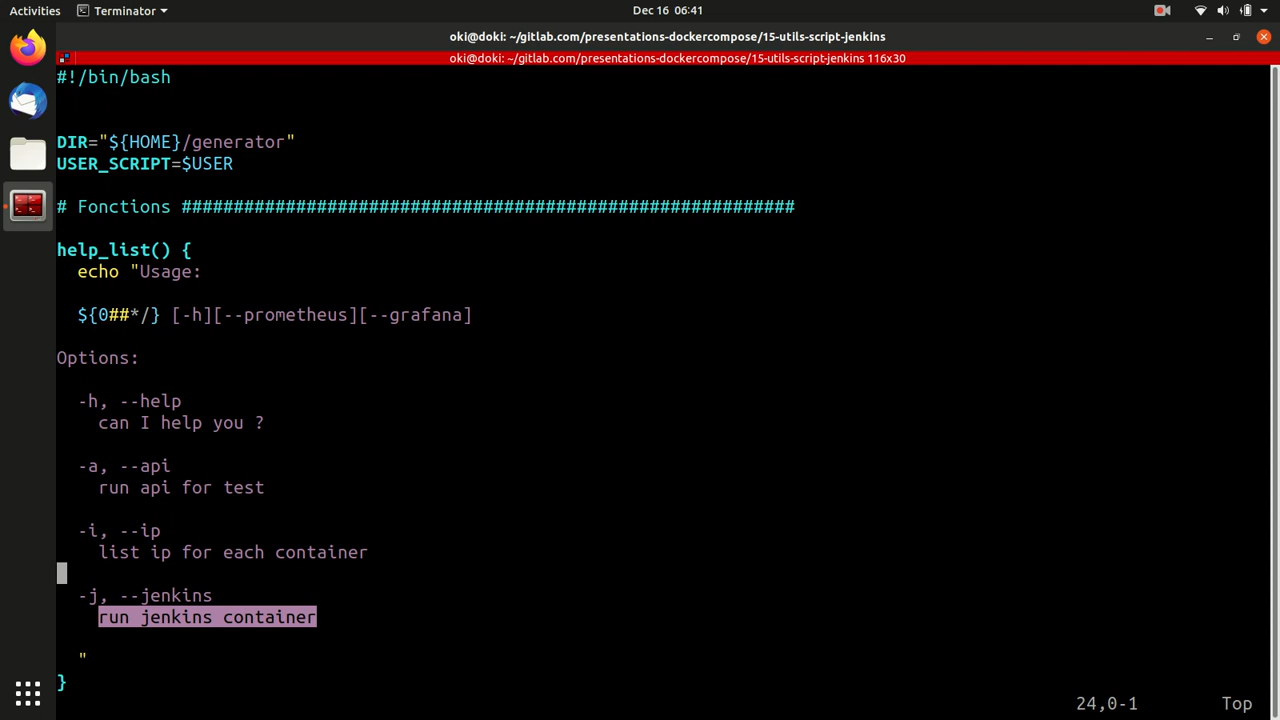 Activities Terminator Dec 16 06:41
oki@doki: ~/gitlab.com/presentations-dockercompose/15-utils-script-jenkins
oki@doki: ~/gitlab.com/presentations-dockercompose/15-utils-script-jenkins 116x30
#!/bin/bash
DIR="${HOME}/generator"
USER_SCRIPT=$USER
# Fonctions ###########################################################
help_list() {
echo "Usage:
${0##*/} [-h][--prometheus][--grafana]
Options:
-h, --help
can I help you ?
-a, --api
run api for test
-i, --ip
list ip for each container
-j, --jenkins
run jenkins container
"
}
24,0-1 Top